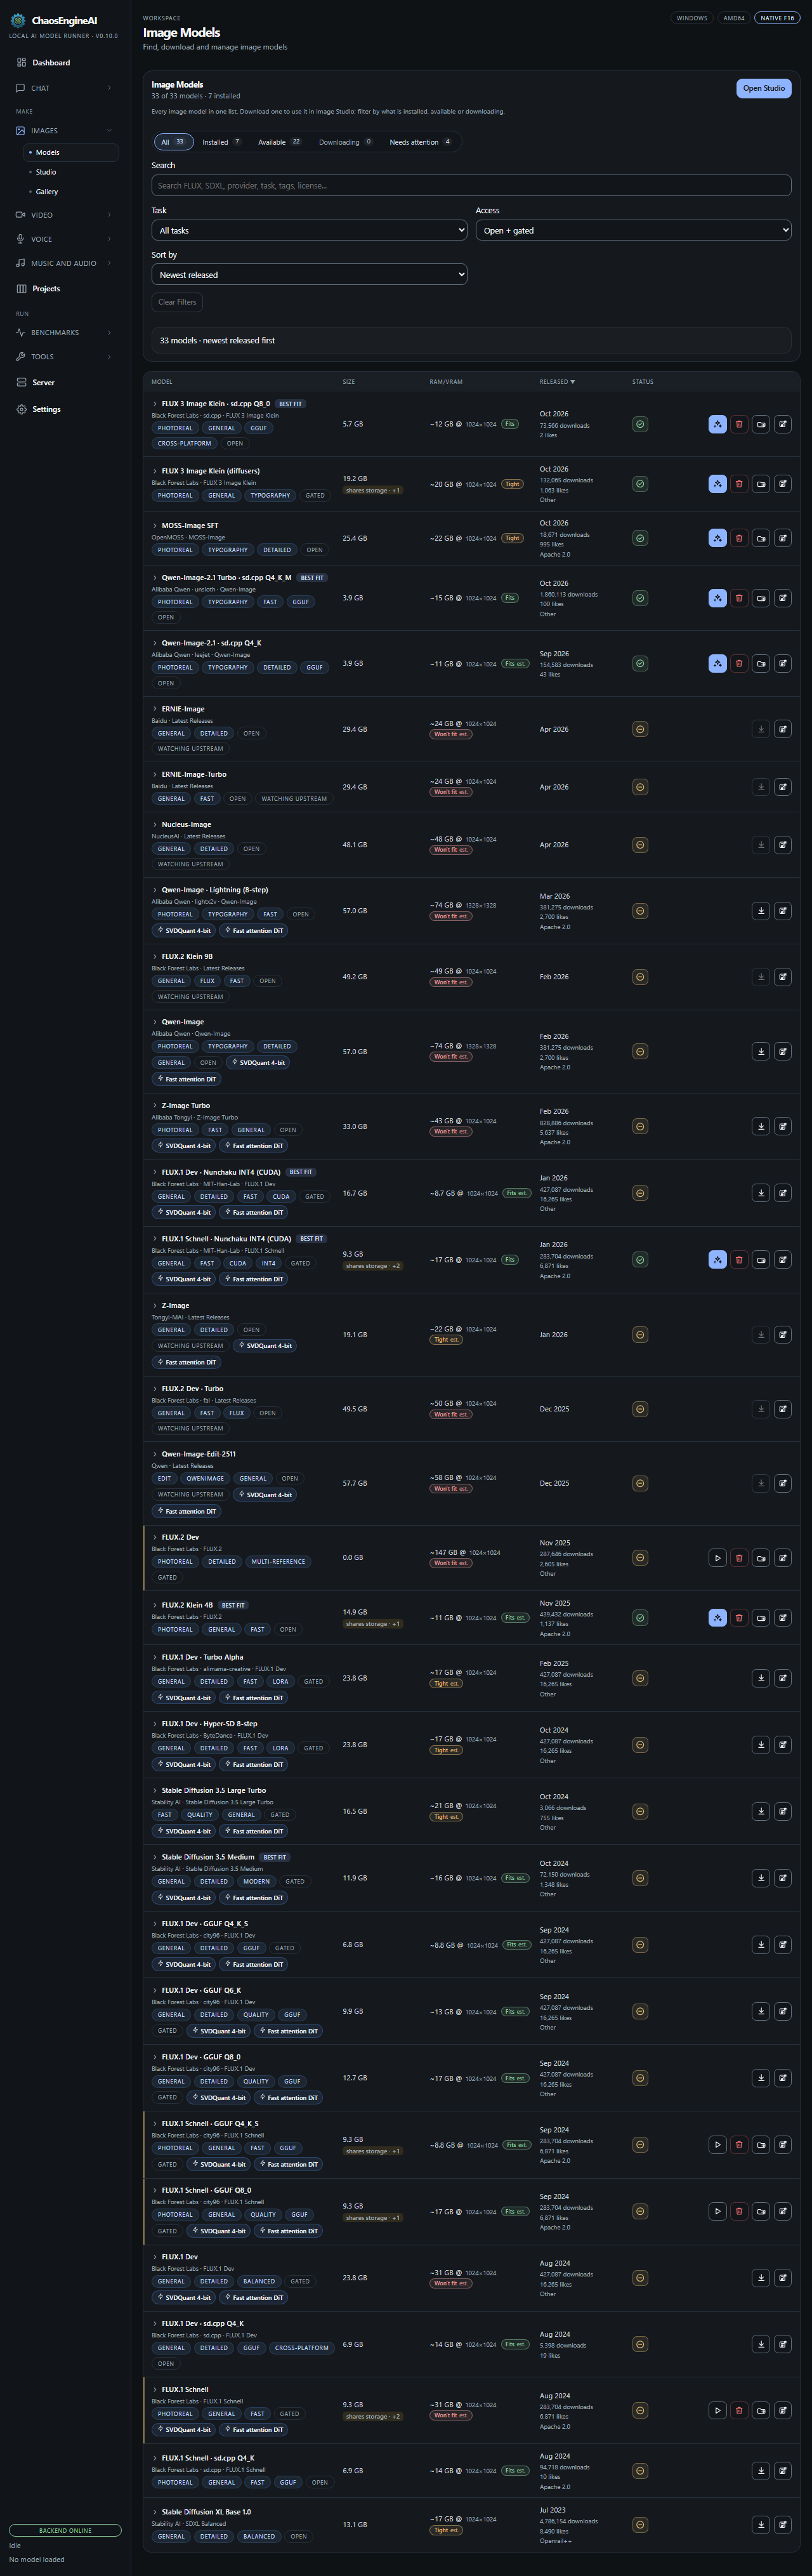 ChaosEngineAI
LOCAL AI MODEL RUNNER · V0.10.0
Dashboard
CHAT
MAKE
IMAGES
Models
Studio
Gallery
VIDEO
VOICE
MUSIC AND AUDIO
Projects
RUN
BENCHMARKS
TOOLS
Server
Settings
BACKEND ONLINE
Idle
No model loaded
WORKSPACE
WINDOWS AMD64 NATIVE F16
Image Models
Find, download and manage image models
Image Models
33 of 33 models · 7 installed
Open Studio
Every image model in one list. Download one to use it in image Studio; filter by what is installed, available or downloading.
All 33 Installed 7 Available 22 Downloading 0 Needs attention 4
Search
Search FLUX, SDXL, provider, task, tags, license...
Task Access
All tasks Open + gated
Sort by
Newest released
Clear Filters
33 models · newest released first
MODEL SIZE RAM/VRAM RELEASED ▼ STATUS
FLUX 3 Image Klein · sd.cpp Q8_0 BEST FIT
Black Forest Labs · sd.cpp · FLUX 3 Image Klein
PHOTOREAL GENERAL GGUF
CROSS-PLATFORM OPEN
5.7 GB
~12 GB @ 1024×1024 Fits
Oct 2026
73,566 downloads
2 likes
FLUX 3 Image Klein (diffusers)
Black Forest Labs · FLUX 3 Image Klein
PHOTOREAL GENERAL TYPOGRAPHY GATED
19.2 GB
shares storage · +1
~20 GB @ 1024×1024 Tight
Oct 2026
132,065 downloads
1,063 likes
Other
MOSS-Image SFT
OpenMOSS · MOSS-Image
PHOTOREAL TYPOGRAPHY DETAILED OPEN
25.4 GB
~22 GB @ 1024×1024 Tight
Oct 2026
18,671 downloads
995 likes
Apache 2.0
Qwen-Image-2.1 Turbo · sd.cpp Q4_K_M BEST FIT
Alibaba Qwen · unsloth · Qwen-Image
PHOTOREAL TYPOGRAPHY FAST GGUF
OPEN
3.9 GB
~15 GB @ 1024×1024 Fits
Oct 2026
1,860,113 downloads
100 likes
Other
Qwen-Image-2.1 · sd.cpp Q4_K
Alibaba Qwen · leejet · Qwen-Image
PHOTOREAL TYPOGRAPHY DETAILED GGUF
OPEN
3.9 GB
~11 GB @ 1024×1024 Fits est.
Sep 2026
154,583 downloads
43 likes
ERNIE-Image
Baidu · Latest Releases
GENERAL DETAILED OPEN
WATCHING UPSTREAM
29.4 GB
~24 GB @ 1024×1024
Won't fit est.
Apr 2026
ERNIE-Image-Turbo
Baidu · Latest Releases
GENERAL FAST OPEN WATCHING UPSTREAM
29.4 GB
~24 GB @ 1024×1024
Won't fit est.
Apr 2026
Nucleus-Image
NucleusAI · Latest Releases
GENERAL DETAILED OPEN
WATCHING UPSTREAM
48.1 GB
~48 GB @ 1024×1024
Won't fit est.
Apr 2026
Qwen-Image · Lightning (8-step)
Alibaba Qwen · lightx2v · Qwen-Image
PHOTOREAL TYPOGRAPHY FAST OPEN
SVDQuant 4-bit Fast attention DiT
57.0 GB
~74 GB @ 1328×1328
Won't fit est.
Mar 2026
381,275 downloads
2,700 likes
Apache 2.0
FLUX.2 Klein 9B
Black Forest Labs · Latest Releases
GENERAL FLUX FAST OPEN
WATCHING UPSTREAM
49.2 GB
~49 GB @ 1024×1024
Won't fit est.
Feb 2026
Qwen-Image
Alibaba Qwen · Qwen-Image
PHOTOREAL TYPOGRAPHY DETAILED
GENERAL OPEN SVDQuant 4-bit
Fast attention DiT
57.0 GB
~74 GB @ 1328×1328
Won't fit est.
Feb 2026
381,275 downloads
2,700 likes
Apache 2.0
Z-Image Turbo
Alibaba Tongyi · Z-Image Turbo
PHOTOREAL FAST GENERAL OPEN
SVDQuant 4-bit Fast attention DiT
33.0 GB
~43 GB @ 1024×1024
Won't fit est.
Feb 2026
828,886 downloads
5,637 likes
Apache 2.0
FLUX.1 Dev · Nunchaku INT4 (CUDA) BEST FIT
Black Forest Labs · MIT-Han-Lab · FLUX.1 Dev
GENERAL DETAILED FAST CUDA GATED
SVDQuant 4-bit Fast attention DiT
16.7 GB
~8.7 GB @ 1024×1024 Fits est.
Jan 2026
427,087 downloads
16,265 likes
Other
FLUX.1 Schnell · Nunchaku INT4 (CUDA) BEST FIT
Black Forest Labs · MIT-Han-Lab · FLUX.1 Schnell
GENERAL FAST CUDA INT4 GATED
SVDQuant 4-bit Fast attention DiT
9.3 GB
shares storage · +2
~17 GB @ 1024×1024 Fits
Jan 2026
283,704 downloads
6,871 likes
Apache 2.0
Z-Image
Tongyi-MAI · Latest Releases
GENERAL DETAILED OPEN
WATCHING UPSTREAM SVDQuant 4-bit
Fast attention DiT
19.1 GB
~22 GB @ 1024×1024
Tight est.
Jan 2026
FLUX.2 Dev · Turbo
Black Forest Labs · fal · Latest Releases
GENERAL FAST FLUX OPEN
WATCHING UPSTREAM
49.5 GB
~50 GB @ 1024×1024
Won't fit est.
Dec 2025
Qwen-Image-Edit-2511
Qwen · Latest Releases
EDIT QWENIMAGE GENERAL OPEN
WATCHING UPSTREAM SVDQuant 4-bit
Fast attention DiT
57.7 GB
~58 GB @ 1024×1024
Won't fit est.
Dec 2025
FLUX.2 Dev
Black Forest Labs · FLUX.2
PHOTOREAL DETAILED MULTI-REFERENCE
GATED
0.0 GB
~147 GB @ 1024×1024
Won't fit est.
Nov 2025
287,646 downloads
2,605 likes
Other
FLUX.2 Klein 4B BEST FIT
Black Forest Labs · FLUX.2
PHOTOREAL GENERAL FAST OPEN
14.9 GB
shares storage · +1
~11 GB @ 1024×1024 Fits est.
Nov 2025
439,432 downloads
1,137 likes
Apache 2.0
FLUX.1 Dev · Turbo Alpha
Black Forest Labs · alimama-creative · FLUX.1 Dev
GENERAL DETAILED FAST LORA GATED
SVDQuant 4-bit Fast attention DiT
23.8 GB
~17 GB @ 1024×1024
Tight est.
Feb 2025
427,087 downloads
16,265 likes
Other
FLUX.1 Dev · Hyper-SD 8-step
Black Forest Labs · ByteDance · FLUX.1 Dev
GENERAL DETAILED FAST LORA GATED
SVDQuant 4-bit Fast attention DiT
23.8 GB
~17 GB @ 1024×1024
Tight est.
Oct 2024
427,087 downloads
16,265 likes
Other
Stable Diffusion 3.5 Large Turbo
Stability AI · Stable Diffusion 3.5 Large Turbo
FAST QUALITY GENERAL GATED
SVDQuant 4-bit Fast attention DiT
16.5 GB
~21 GB @ 1024×1024
Tight est.
Oct 2024
3,066 downloads
755 likes
Other
Stable Diffusion 3.5 Medium BEST FIT
Stability AI · Stable Diffusion 3.5 Medium
GENERAL DETAILED MODERN GATED
SVDQuant 4-bit Fast attention DiT
11.9 GB
~16 GB @ 1024×1024 Fits est.
Oct 2024
72,150 downloads
1,348 likes
Other
FLUX.1 Dev · GGUF Q4_K_S
Black Forest Labs · city96 · FLUX.1 Dev
GENERAL DETAILED GGUF GATED
SVDQuant 4-bit Fast attention DiT
6.8 GB
~8.8 GB @ 1024×1024 Fits est.
Sep 2024
427,087 downloads
16,265 likes
Other
FLUX.1 Dev · GGUF Q6_K
Black Forest Labs · city96 · FLUX.1 Dev
GENERAL DETAILED QUALITY GGUF
GATED SVDQuant 4-bit Fast attention DiT
9.9 GB
~13 GB @ 1024×1024 Fits est.
Sep 2024
427,087 downloads
16,265 likes
Other
FLUX.1 Dev · GGUF Q8_0
Black Forest Labs · city96 · FLUX.1 Dev
GENERAL DETAILED QUALITY GGUF
GATED SVDQuant 4-bit Fast attention DiT
12.7 GB
~17 GB @ 1024×1024 Fits est.
Sep 2024
427,087 downloads
16,265 likes
Other
FLUX.1 Schnell · GGUF Q4_K_S
Black Forest Labs · city96 · FLUX.1 Schnell
PHOTOREAL GENERAL FAST GGUF
GATED SVDQuant 4-bit Fast attention DiT
9.3 GB
shares storage · +1
~8.8 GB @ 1024×1024 Fits est.
Sep 2024
283,704 downloads
6,871 likes
Apache 2.0
FLUX.1 Schnell · GGUF Q8_0
Black Forest Labs · city96 · FLUX.1 Schnell
PHOTOREAL GENERAL QUALITY GGUF
GATED SVDQuant 4-bit Fast attention DiT
9.3 GB
shares storage · +1
~17 GB @ 1024×1024 Fits est.
Sep 2024
283,704 downloads
6,871 likes
Apache 2.0
FLUX.1 Dev
Black Forest Labs · FLUX.1 Dev
GENERAL DETAILED BALANCED GATED
SVDQuant 4-bit Fast attention DiT
23.8 GB
~31 GB @ 1024×1024
Won't fit est.
Aug 2024
427,087 downloads
16,265 likes
Other
FLUX.1 Dev · sd.cpp Q4_K
Black Forest Labs · sd.cpp · FLUX.1 Dev
GENERAL DETAILED GGUF CROSS-PLATFORM
OPEN
6.9 GB
~14 GB @ 1024×1024 Fits est.
Aug 2024
5,398 downloads
19 likes
FLUX.1 Schnell
Black Forest Labs · FLUX.1 Schnell
PHOTOREAL GENERAL FAST GATED
SVDQuant 4-bit Fast attention DiT
9.3 GB
shares storage · +2
~31 GB @ 1024×1024
Won't fit est.
Aug 2024
283,704 downloads
6,871 likes
Apache 2.0
FLUX.1 Schnell · sd.cpp Q4_K
Black Forest Labs · sd.cpp · FLUX.1 Schnell
PHOTOREAL GENERAL FAST GGUF OPEN
6.9 GB
~14 GB @ 1024×1024 Fits est.
Aug 2024
94,718 downloads
10 likes
Apache 2.0
Stable Diffusion XL Base 1.0
Stability AI · SDXL Balanced
GENERAL DETAILED BALANCED OPEN
13.1 GB
~17 GB @ 1024×1024
Tight est.
Jul 2023
4,786,154 downloads
8,490 likes
Openrail++